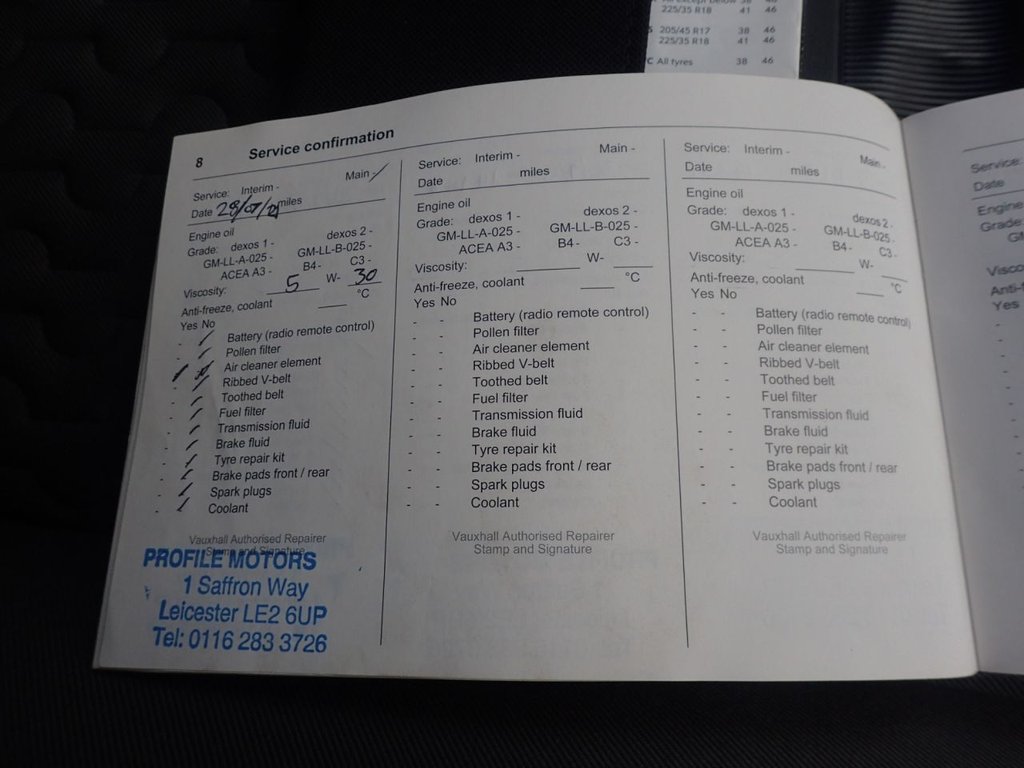 225/35 R18 41 46
205/45 R17 38 46
225/35 R18 41 46
C All tyres 38 46
8 Service confirmation
Service: Interim - Main -
Date 28/07/21 miles
Engine oil
Grade: dexos 1 - dexos 2 -
GM-LL-A-025 - GM-LL-B-025 -
ACEA A3 - B4 - C3 -
Viscosity: 5 W- 30
Anti-freeze, coolant °C
Yes No
- Battery (radio remote control)
- Pollen filter
Air cleaner element
- Ribbed V-belt
- Toothed belt
- Fuel filter
- Transmission fluid
- Brake fluid
- Tyre repair kit
- Brake pads front / rear
- Spark plugs
- Coolant
Vauxhall Authorised Repairer
Stamp and Signature
PROFILE MOTORS
1 Saffron Way
Leicester LE2 6UP
Tel: 0116 283 3726
Service: Interim - Main -
Date miles
Engine oil
Grade: dexos 1 - dexos 2 -
GM-LL-A-025 - GM-LL-B-025 -
ACEA A3 - B4 - C3 -
Viscosity: W-
Anti-freeze, coolant °C
Yes No
- - Battery (radio remote control)
- - Pollen filter
- - Air cleaner element
- - Ribbed V-belt
- - Toothed belt
- - Fuel filter
- - Transmission fluid
- - Brake fluid
- - Tyre repair kit
- - Brake pads front / rear
- - Spark plugs
- - Coolant
Vauxhall Authorised Repairer
Stamp and Signature
Service: Interim - Main -
Date miles
Engine oil
Grade: dexos 1 - dexos 2 -
GM-LL-A-025 - GM-LL-B-025 -
ACEA A3 - B4 - C3 -
Viscosity: W-
Anti-freeze, coolant °C
Yes No
- - Battery (radio remote control)
- - Pollen filter
- - Air cleaner element
- - Ribbed V-belt
- - Toothed belt
- - Fuel filter
- - Transmission fluid
- - Brake fluid
- - Tyre repair kit
- - Brake pads front / rear
- - Spark plugs
- - Coolant
Vauxhall Authorised Repairer
Stamp and Signature
Service:
Date
Engine
Grade:
Yes